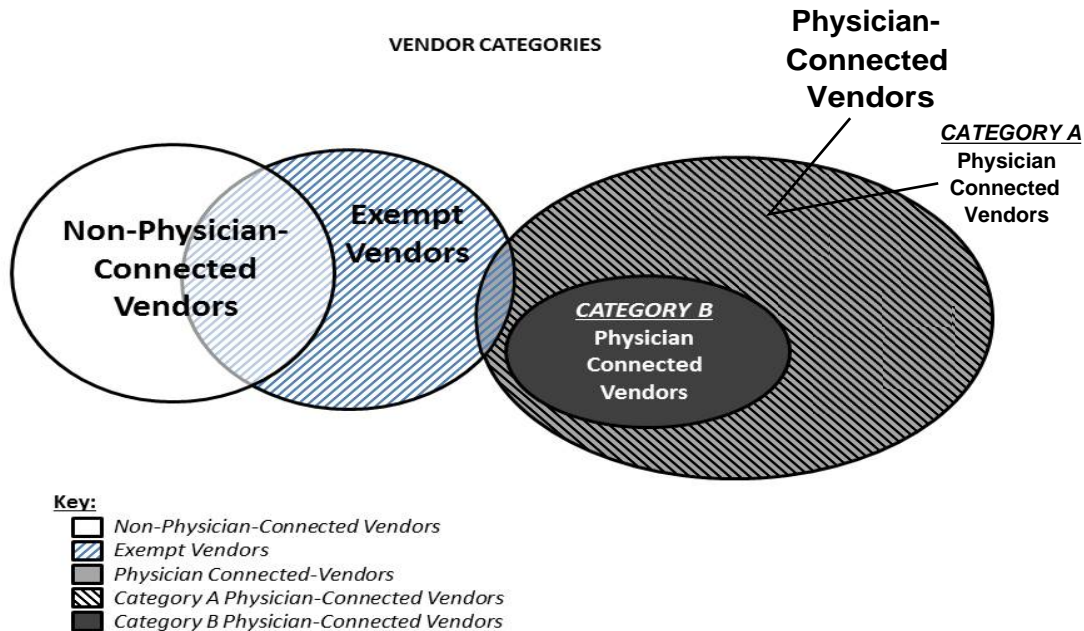 VENDOR CATEGORIES
Physician-
Connected
Vendors
CATEGORY A
Physician
Connected
Vendors
Non-Physician-
Connected
Vendors
Exempt
Vendors
CATEGORY B
Physician
Connected
Vendors
Key:
Non-Physician-Connected Vendors
Exempt Vendors
Physician Connected-Vendors
Category A Physician-Connected Vendors
Category B Physician-Connected Vendors